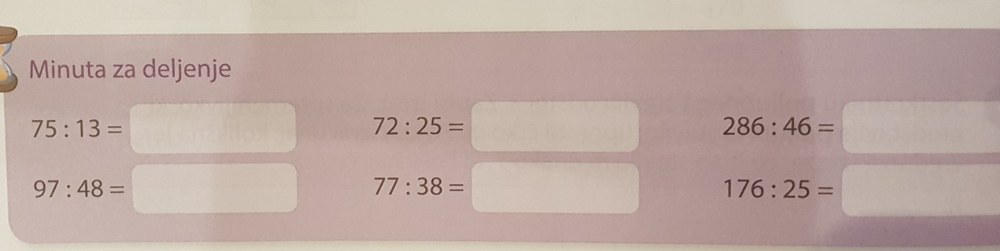 Minuta za deljenje
75 : 13 =
72 : 25 =
286 : 46 =
97 : 48 =
77 : 38 =
176 : 25 =